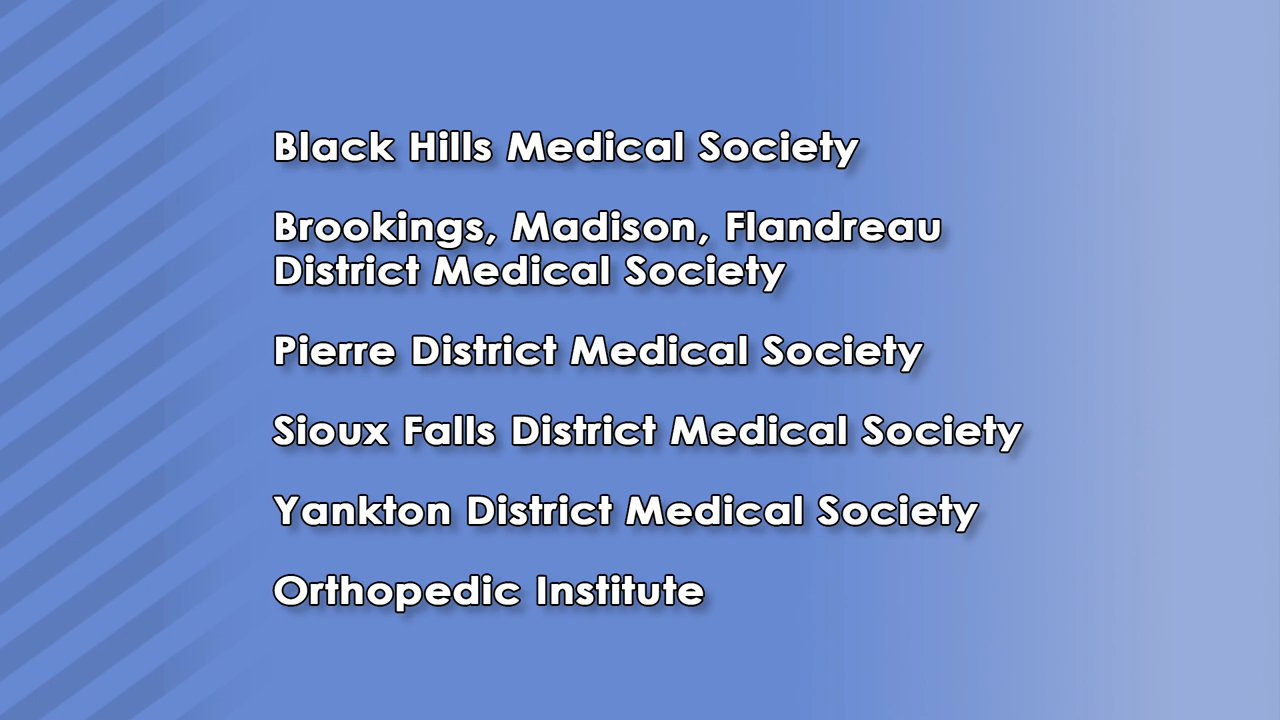 Black Hills Medical Society
Brookings, Madison, Flandreau
District Medical Society
Pierre District Medical Society
Sioux Falls District Medical Society
Yankton District Medical Society
Orthopedic Institute